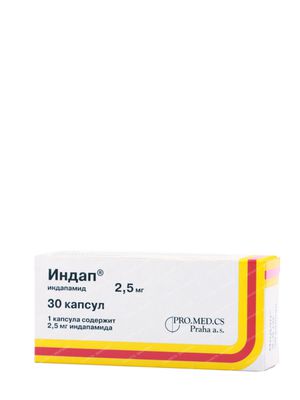 Индап®
индапамид
2,5 мг
30 капсул
1 капсула содержит
2,5 мг индапамида
PRO.MED.CS
Praha a.s.